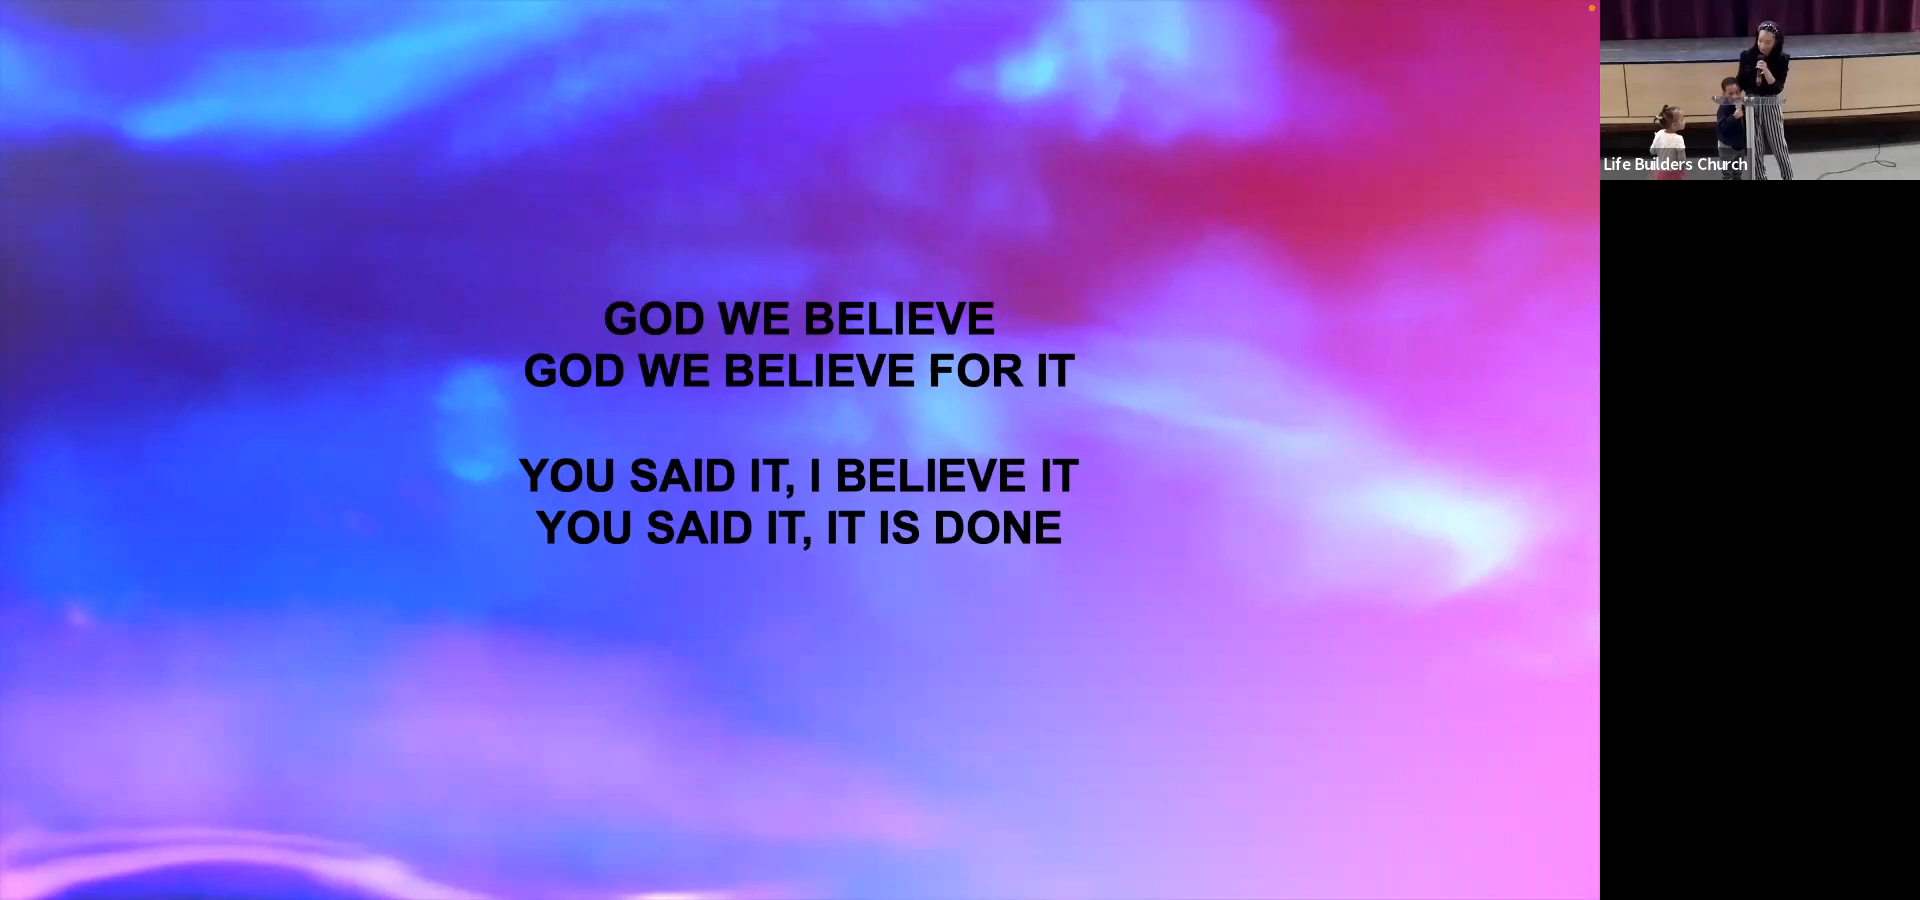 GOD WE BELIEVE
GOD WE BELIEVE FOR IT
YOU SAID IT, I BELIEVE IT
YOU SAID IT, IT IS DONE
Life Builders Church